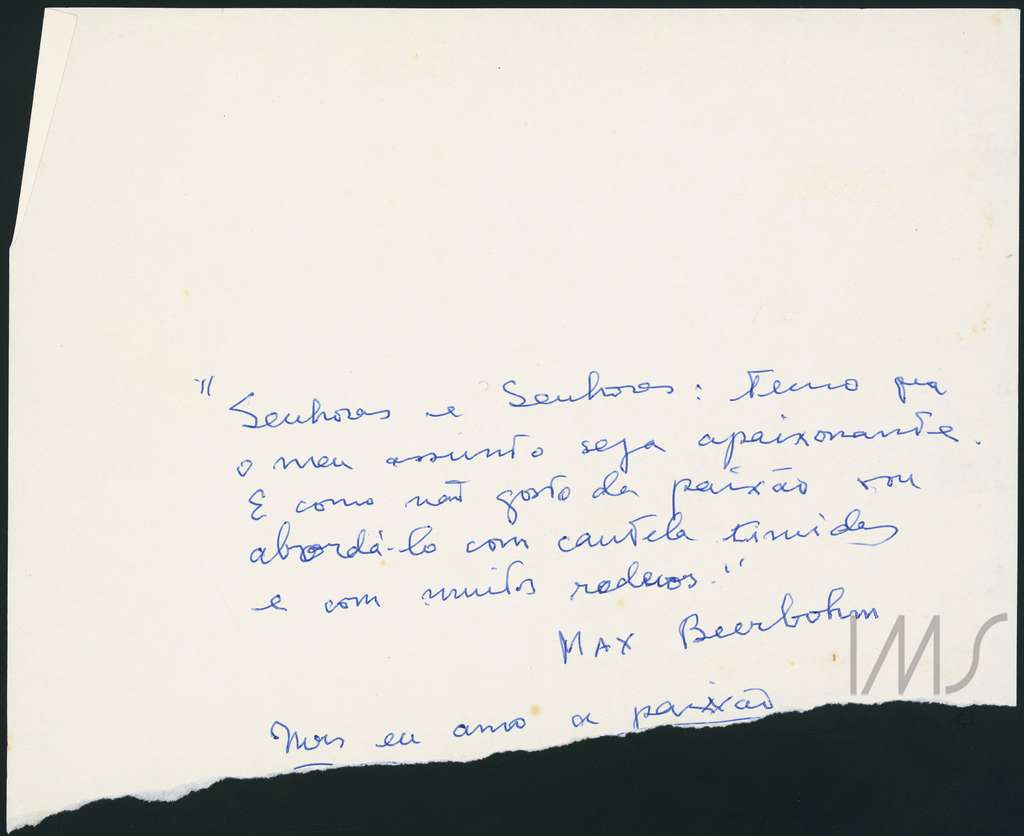 "Senhoras e Senhores: temo que
o meu assunto seja apaixonante.
E como não gosto da paixão vou
abordá-lo com cautela timidez
e com muitos rodeios."
Max Beerbohm
IMS
Mas eu amo a paixão